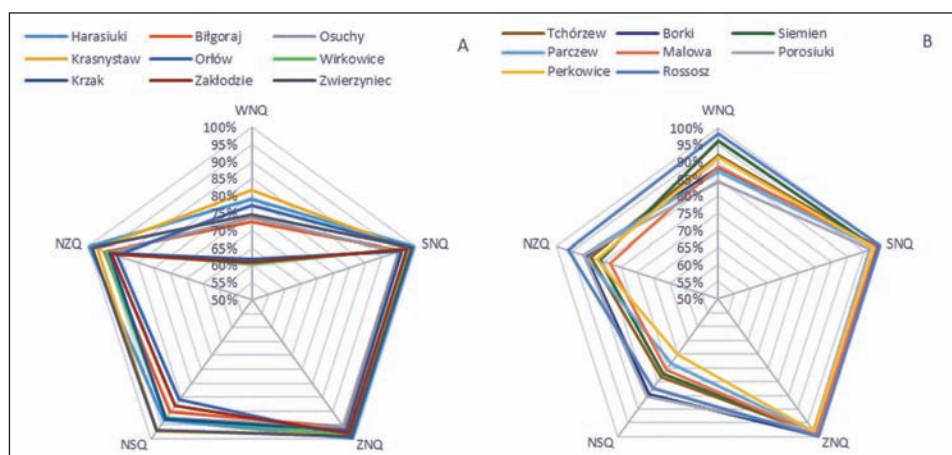 Harasiuki Biłgoraj Osuchy
Krasnystaw Orłów Wirkowice
Krzak Zakłodzie Zwierzyniec
A
WNQ
100%
95%
90%
85%
80%
75%
70%
65%
60%
55%
50%
NZQ
SNQ
NSQ
ZNQ
Tchórzew Borki Siemien
Parczew Malowa Porosiuki
Perkowice Rossosz
B
WNQ
100%
95%
90%
85%
80%
75%
70%
65%
60%
55%
50%
NZQ
SNQ
NSQ
ZNQ